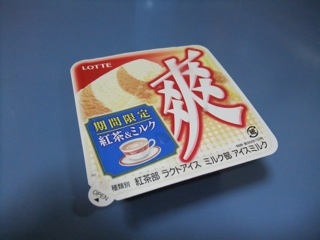 LOTTE
爽
期間限定
紅茶&ミルク
種類別 紅茶部 ラクトアイス ミルク部 アイスミルク
OPEN